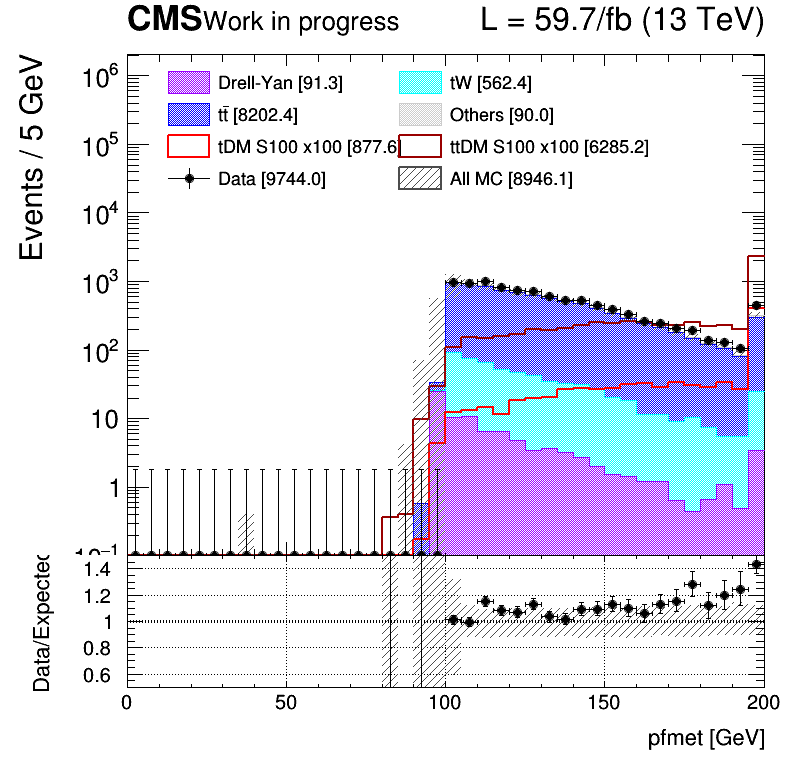 CMS Work in progress L = 59.7/fb (13 TeV)
Events / 5 GeV
10⁶
10⁵
10⁴
10³
10²
10
1
10⁻¹
Drell-Yan [91.3] tW [562.4]
tt̄ [8202.4] Others [90.0]
tDM S100 x100 [877.6] ttDM S100 x100 [6285.2]
Data [9744.0] All MC [8946.1]
Data/Expected
1.4
1.2
1
0.8
0.6
0 50 100 150 200
pfmet [GeV]